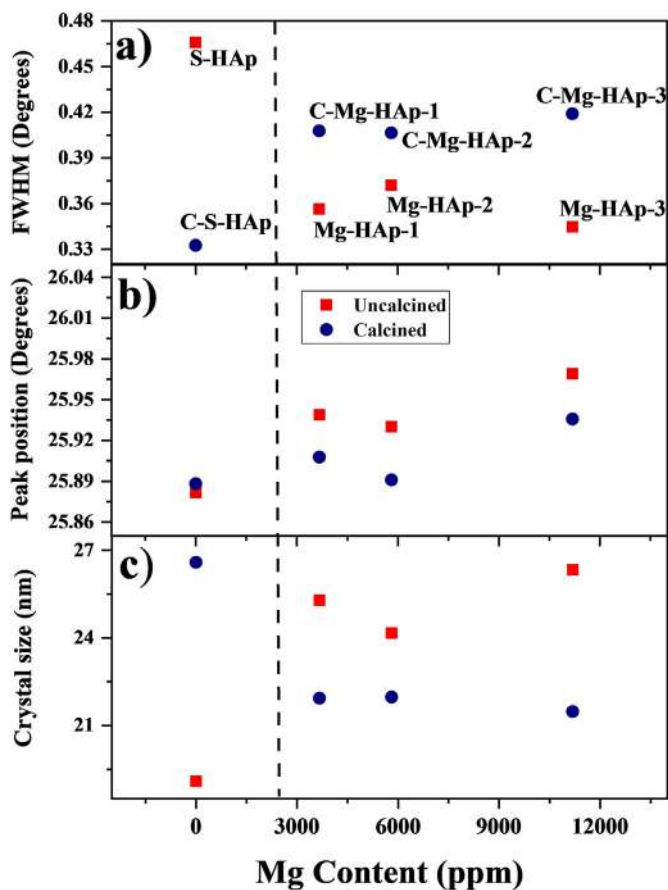 a)
FWHM (Degrees)
0.48
0.45
0.42
0.39
0.36
0.33
S-HAp
C-S-HAp
C-Mg-HAp-1
C-Mg-HAp-2
C-Mg-HAp-3
Mg-HAp-1
Mg-HAp-2
Mg-HAp-3
b)
Peak position (Degrees)
26.04
26.01
25.98
25.95
25.92
25.89
25.86
Uncalcined
Calcined
c)
Crystal size (nm)
27
24
21
0 3000 6000 9000 12000
Mg Content (ppm)